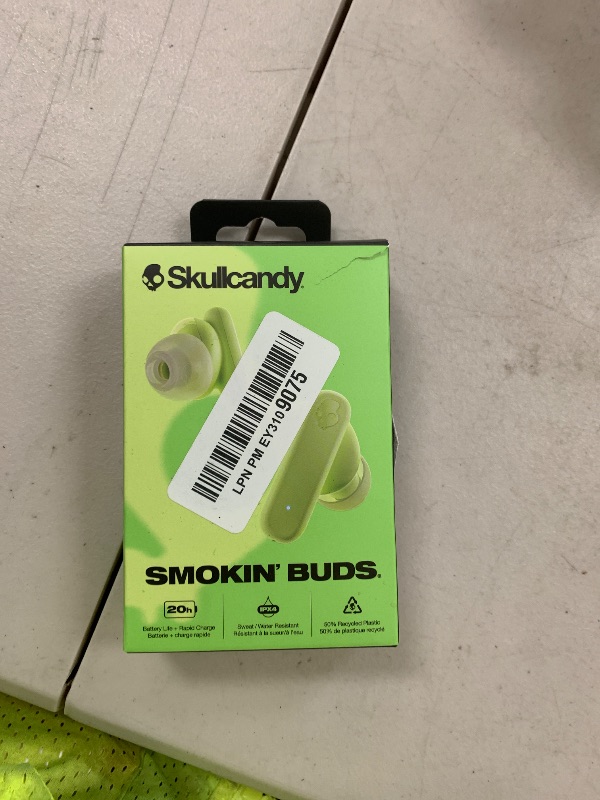 Skullcandy
LPN PM EY3109075
SMOKIN' BUDS.
20h
Battery Life + Rapid Charge
Batterie + charge rapide
IPX4
Sweat / Water Resistant
Résistant à la sueur/à l'eau
50% Recycled Plastic
50% de plastique recyclé